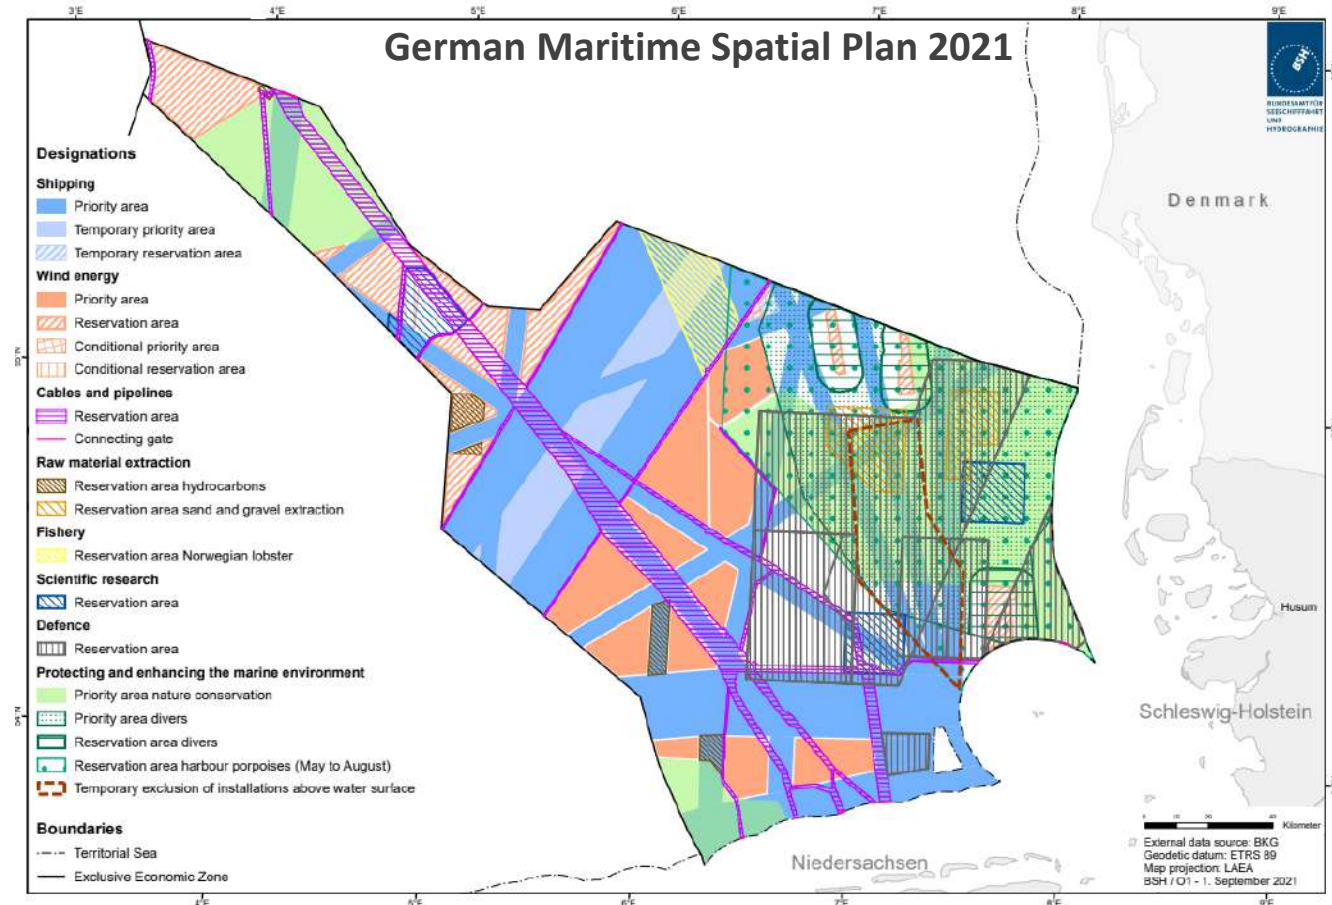 3°E 4°E 5°E 6°E 7°E 8°E 9°E
German Maritime Spatial Plan 2021
BSH
BUNDESAMT FÜR
SEESCHIFFFAHRT
UND
HYDROGRAPHIE
Designations
Shipping
Priority area
Temporary priority area
Temporary reservation area
Wind energy
Priority area
Reservation area
Conditional priority area
Conditional reservation area
Cables and pipelines
Reservation area
Connecting gate
Raw material extraction
Reservation area hydrocarbons
Reservation area sand and gravel extraction
Fishery
Reservation area Norwegian lobster
Scientific research
Reservation area
Defence
Reservation area
Protecting and enhancing the marine environment
Priority area nature conservation
Priority area divers
Reservation area divers
Reservation area harbour porpoises (May to August)
Temporary exclusion of installations above water surface
Boundaries
Territorial Sea
Exclusive Economic Zone
Denmark
Husum
Schleswig-Holstein
Niedersachsen
Kilometer
External data source: BKG
Geodetic datum: ETRS 89
Map projection: LAEA
BSH / O1 - 1. September 2021
4°E 5°E 6°E 7°E 8°E 9°E